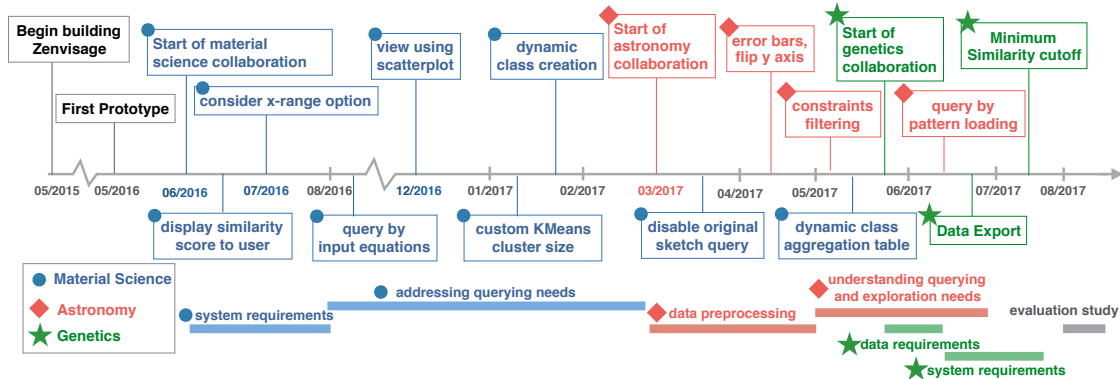 Begin building
Zenvisage
First Prototype
Start of material
science collaboration
consider x-range option
view using
scatterplot
dynamic
class creation
Start of
astronomy
collaboration
error bars,
flip y axis
constraints
filtering
Start of
genetics
collaboration
query by
pattern loading
Minimum
Similarity cutoff
05/2015
05/2016
06/2016
07/2016
08/2016
12/2016
01/2017
02/2017
03/2017
04/2017
05/2017
06/2017
07/2017
08/2017
display similarity
score to user
query by
input equations
custom KMeans
cluster size
disable original
sketch query
dynamic class
aggregation table
Data Export
Material Science
Astronomy
Genetics
system requirements
addressing querying needs
data preprocessing
understanding querying
and exploration needs
data requirements
system requirements
evaluation study